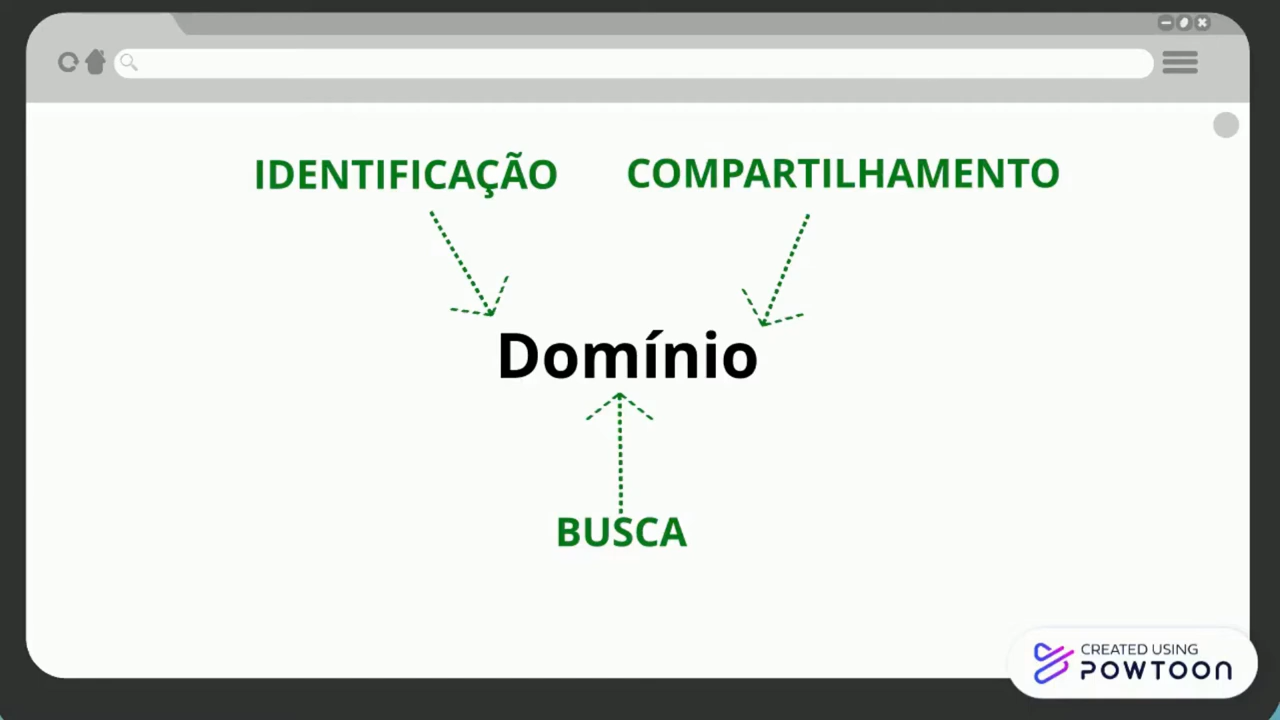 IDENTIFICAÇÃO
COMPARTILHAMENTO
Domínio
BUSCA
CREATED USING
POWTOON